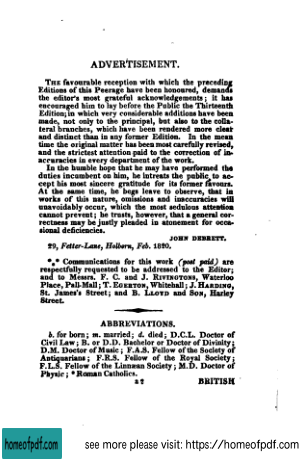 ADVERTISEMENT.
THE favourable reception with which the preceding
Editions of this Peerage have been honoured, demands
the editor's most grateful acknowledgements; it has
encouraged him to lay before the Public the Thirteenth
Edition; in which very considerable additions have been
made, not only to the principal, but also to the colla-
teral branches, which have been rendered more clear
and distinct than in any former Edition. In the mean
time the original matter has been most carefully revised,
and the strictest attention paid to the correction of in-
accuracies in every department of the work.
In the humble hope that he may have performed the
duties incumbent on him, he intreats the public to ac-
cept his most sincere gratitude for its former favours.
At the same time, he begs leave to observe, that in
works of this nature, omissions and inaccuracies will
unavoidably occur, which the most sedulous attention
cannot prevent; he trusts, however, that a general cor-
rectness may be justly pleaded in atonement for occa-
sional deficiencies.
JOHN DEBRETT.
29, Fetter-Lane, Holborn, Feb. 1820.
*⁎* Communications for this work (post paid) are
respectfully requested to be addressed to the Editor;
and to Messrs. F. C. and J. RIVINGTONS, Waterloo
Place, Pall-Mall; T. EGERTON, Whitehall; J. HARDING,
St. James's Street; and B. LLOYD and SON, Harley
Street.
ABBREVIATIONS.
b. for born; m. married; d. died; D.C.L. Doctor of
Civil Law; B. or D.D. Bachelor or Doctor of Divinity;
D.M. Doctor of Music; F.A.S. Fellow of the Society of
Antiquarians; F.R.S. Fellow of the Royal Society;
F.L.S. Fellow of the Linnæan Society; M.D. Doctor of
Physic; * Roman Catholics.
a 2 BRITISH
homeofpdf.com see more please visit: https://homeofpdf.com